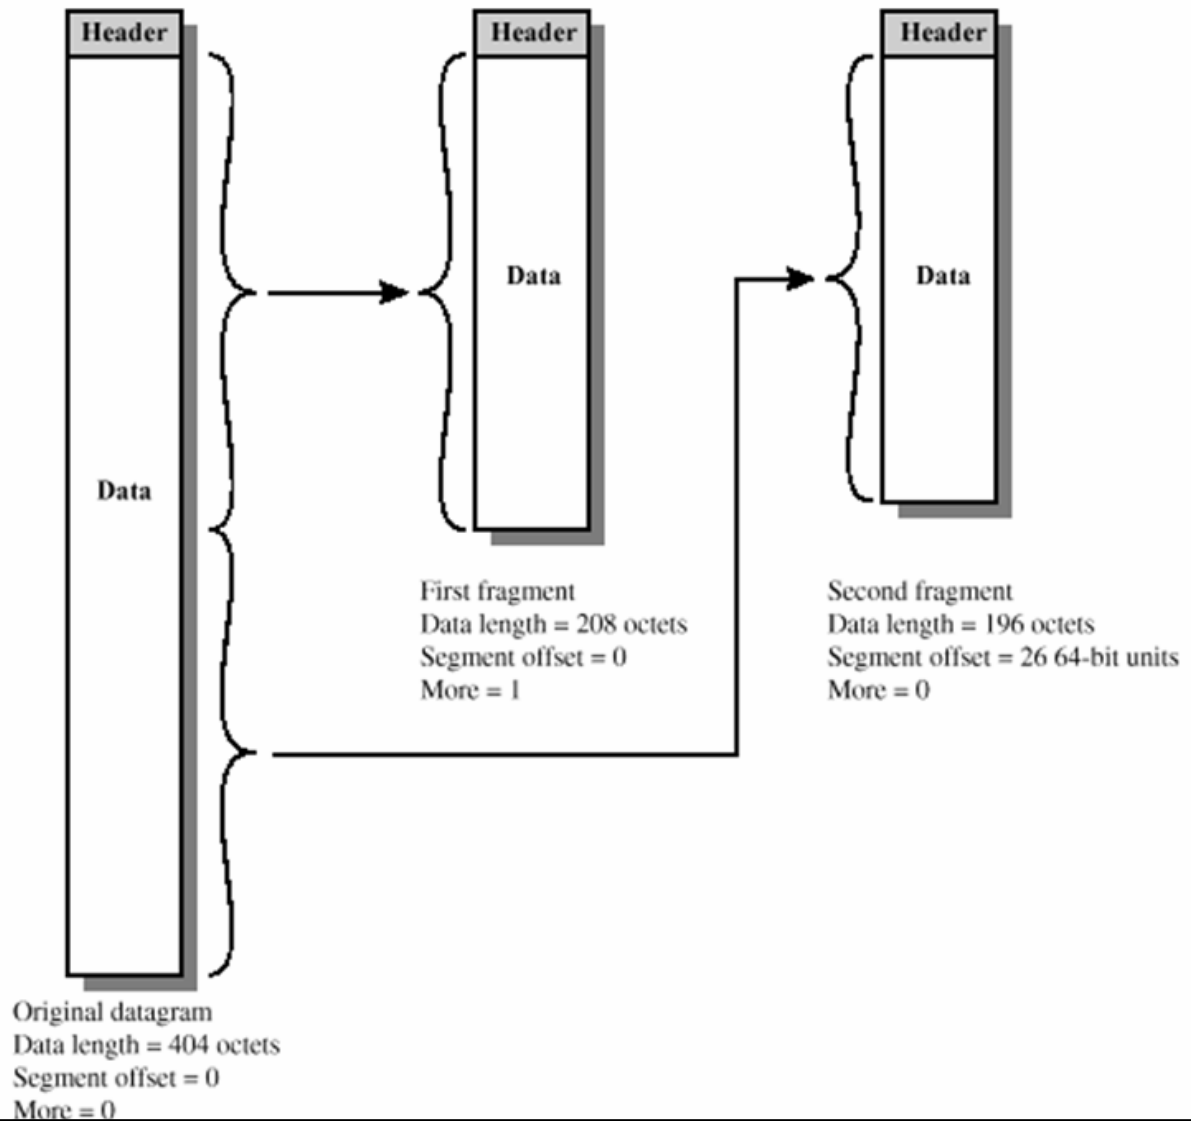 Header
Header
Header
Data
Data
Data
First fragment
Data length = 208 octets
Segment offset = 0
More = 1
Second fragment
Data length = 196 octets
Segment offset = 26 64-bit units
More = 0
Original datagram
Data length = 404 octets
Segment offset = 0
More = 0